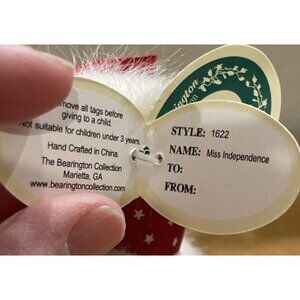 move all tags before
giving to a child
Not suitable for children under 3 years.
Hand Crafted in China.
The Bearington Collection
Marietta, GA
www.bearingtoncollection.com
STYLE: 1622
NAME: Miss Independence
TO:
FROM: